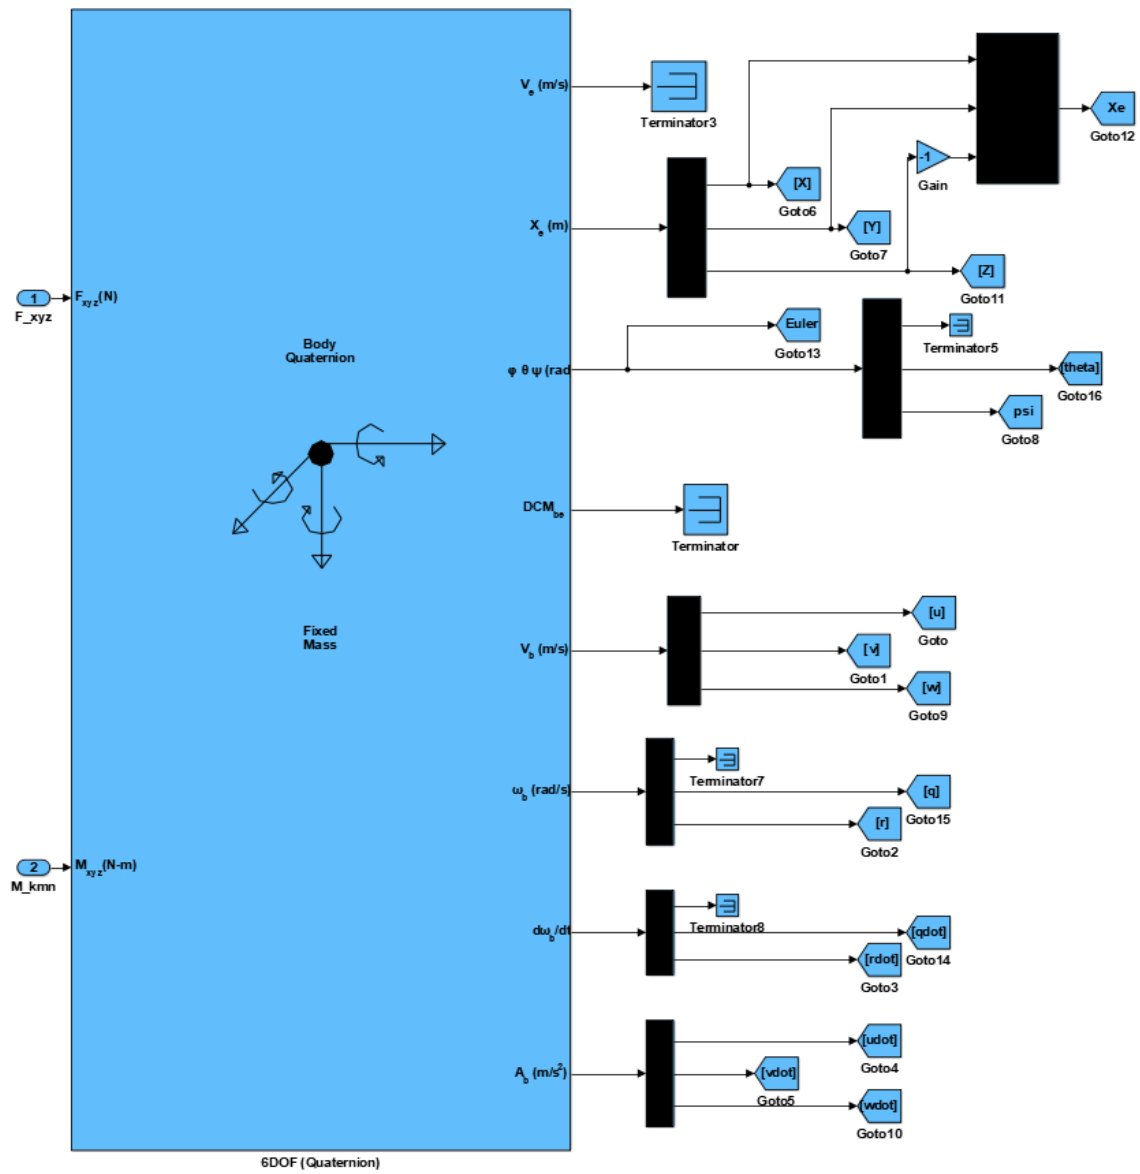 V_e (m/s)
Terminator3
Xe
Goto12
-1
Gain
[X]
Goto6
X_e (m)
[Y]
Goto7
[Z]
Goto11
1
F_xyz
F_xyz(N)
Body
Quaternion
Euler
Goto13
Terminator5
φ θ ψ (rad
[theta]
Goto16
psi
Goto8
DCM_be
Terminator
Fixed
Mass
V_b (m/s)
[u]
Goto
[v]
Goto1
[w]
Goto9
Terminator7
ω_b (rad/s)
[q]
Goto15
[r]
Goto2
2
M_kmn
M_xyz(N-m)
Terminator8
dω_b/dt
[qdot]
Goto14
[rdot]
Goto3
[udot]
Goto4
A_b (m/s²)
[vdot]
Goto5
[wdot]
Goto10
6DOF (Quaternion)